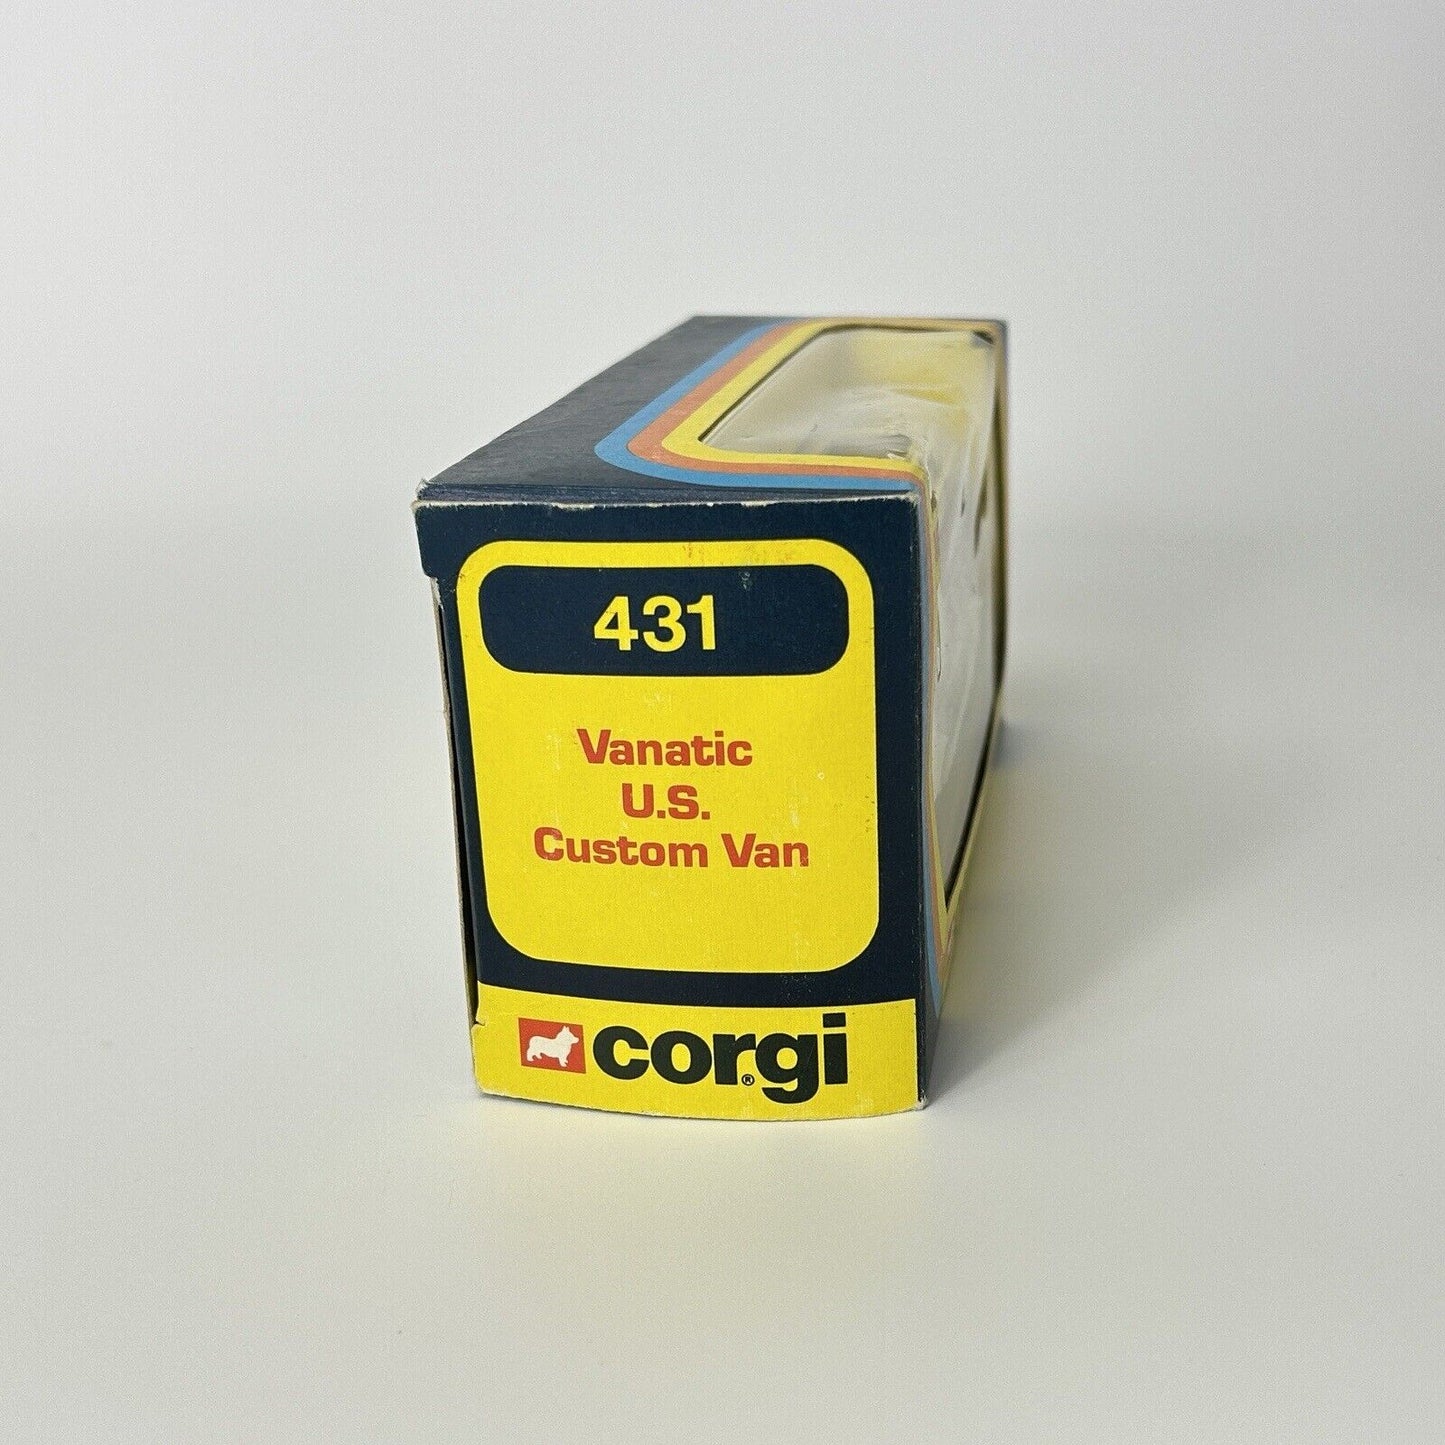 431
Vanatic
U.S.
Custom Van
corgi®